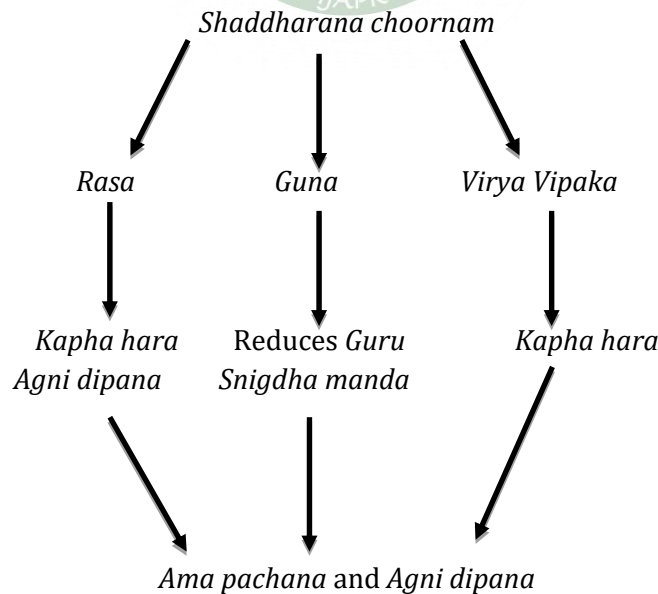 IJAPR
Shaddharana choornam
Rasa
Guna
Virya Vipaka
Kapha hara
Agni dipana
Reduces Guru
Snigdha manda
Kapha hara
Ama pachana and Agni dipana